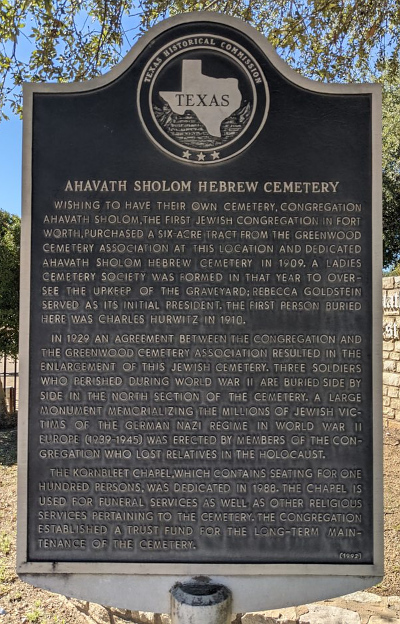 TEXAS HISTORICAL COMMISSION
TEXAS
AHAVATH SHOLOM HEBREW CEMETERY
WISHING TO HAVE THEIR OWN CEMETERY, CONGREGATION
AHAVATH SHOLOM, THE FIRST JEWISH CONGREGATION IN FORT
WORTH, PURCHASED A SIX-ACRE TRACT FROM THE GREENWOOD
CEMETERY ASSOCIATION AT THIS LOCATION AND DEDICATED
AHAVATH SHOLOM HEBREW CEMETERY IN 1909. A LADIES
CEMETERY SOCIETY WAS FORMED IN THAT YEAR TO OVER-
SEE THE UPKEEP OF THE GRAVEYARD; REBECCA GOLDSTEIN
SERVED AS ITS INITIAL PRESIDENT. THE FIRST PERSON BURIED
HERE WAS CHARLES HURWITZ IN 1910.
IN 1929 AN AGREEMENT BETWEEN THE CONGREGATION AND
THE GREENWOOD CEMETERY ASSOCIATION RESULTED IN THE
ENLARGEMENT OF THIS JEWISH CEMETERY. THREE SOLDIERS
WHO PERISHED DURING WORLD WAR II ARE BURIED SIDE BY
SIDE IN THE NORTH SECTION OF THE CEMETERY. A LARGE
MONUMENT MEMORIALIZING THE MILLIONS OF JEWISH VIC-
TIMS OF THE GERMAN NAZI REGIME IN WORLD WAR II
EUROPE (1939-1945) WAS ERECTED BY MEMBERS OF THE CON-
GREGATION WHO LOST RELATIVES IN THE HOLOCAUST.
THE KORNBLEET CHAPEL, WHICH CONTAINS SEATING FOR ONE
HUNDRED PERSONS, WAS DEDICATED IN 1988. THE CHAPEL IS
USED FOR FUNERAL SERVICES AS WELL AS OTHER RELIGIOUS
SERVICES PERTAINING TO THE CEMETERY. THE CONGREGATION
ESTABLISHED A TRUST FUND FOR THE LONG-TERM MAIN-
TENANCE OF THE CEMETERY.
(1992)